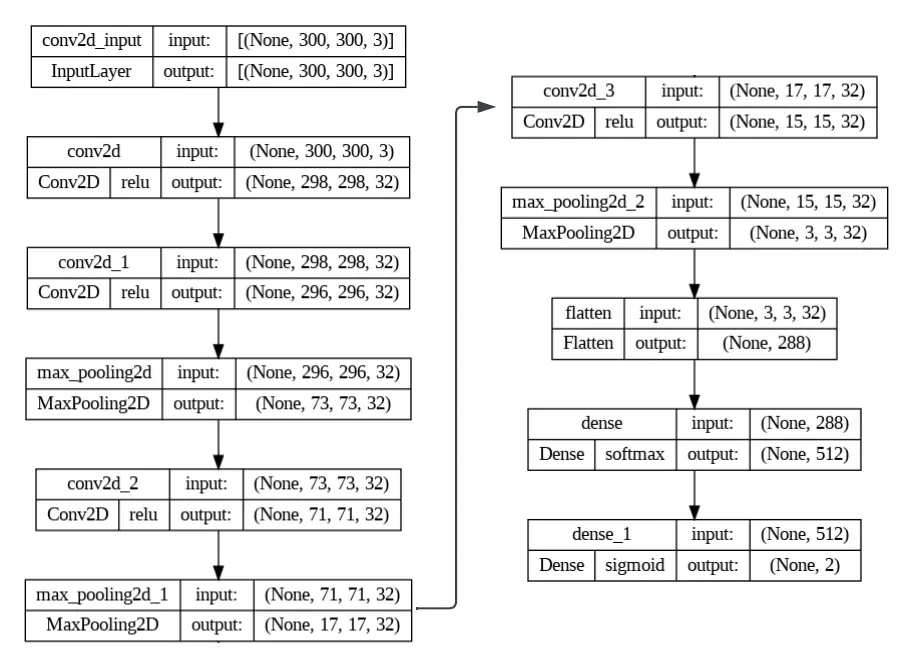 conv2d_input input: [(None, 300, 300, 3)]
InputLayer output: [(None, 300, 300, 3)]
conv2d input: (None, 300, 300, 3)
Conv2D relu output: (None, 298, 298, 32)
conv2d_1 input: (None, 298, 298, 32)
Conv2D relu output: (None, 296, 296, 32)
max_pooling2d input: (None, 296, 296, 32)
MaxPooling2D output: (None, 73, 73, 32)
conv2d_2 input: (None, 73, 73, 32)
Conv2D relu output: (None, 71, 71, 32)
max_pooling2d_1 input: (None, 71, 71, 32)
MaxPooling2D output: (None, 17, 17, 32)
conv2d_3 input: (None, 17, 17, 32)
Conv2D relu output: (None, 15, 15, 32)
max_pooling2d_2 input: (None, 15, 15, 32)
MaxPooling2D output: (None, 3, 3, 32)
flatten input: (None, 3, 3, 32)
Flatten output: (None, 288)
dense input: (None, 288)
Dense softmax output: (None, 512)
dense_1 input: (None, 512)
Dense sigmoid output: (None, 2)